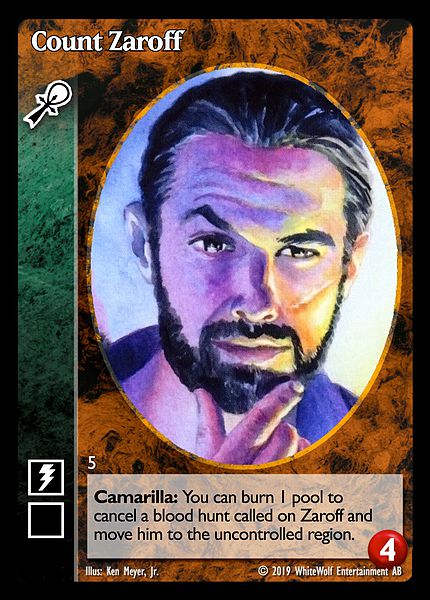 Count Zaroff
5
Camarilla: You can burn 1 pool to
cancel a blood hunt called on Zaroff and
move him to the uncontrolled region.
4
Illus: Ken Meyer, Jr. © 2019 WhiteWolf Entertainment AB